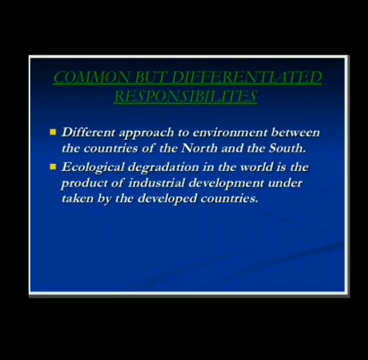 COMMON BUT DIFFERENTIATED
RESPONSIBILITES
Different approach to environment between
the countries of the North and the South.
Ecological degradation in the world is the
product of industrial development under
taken by the developed countries.